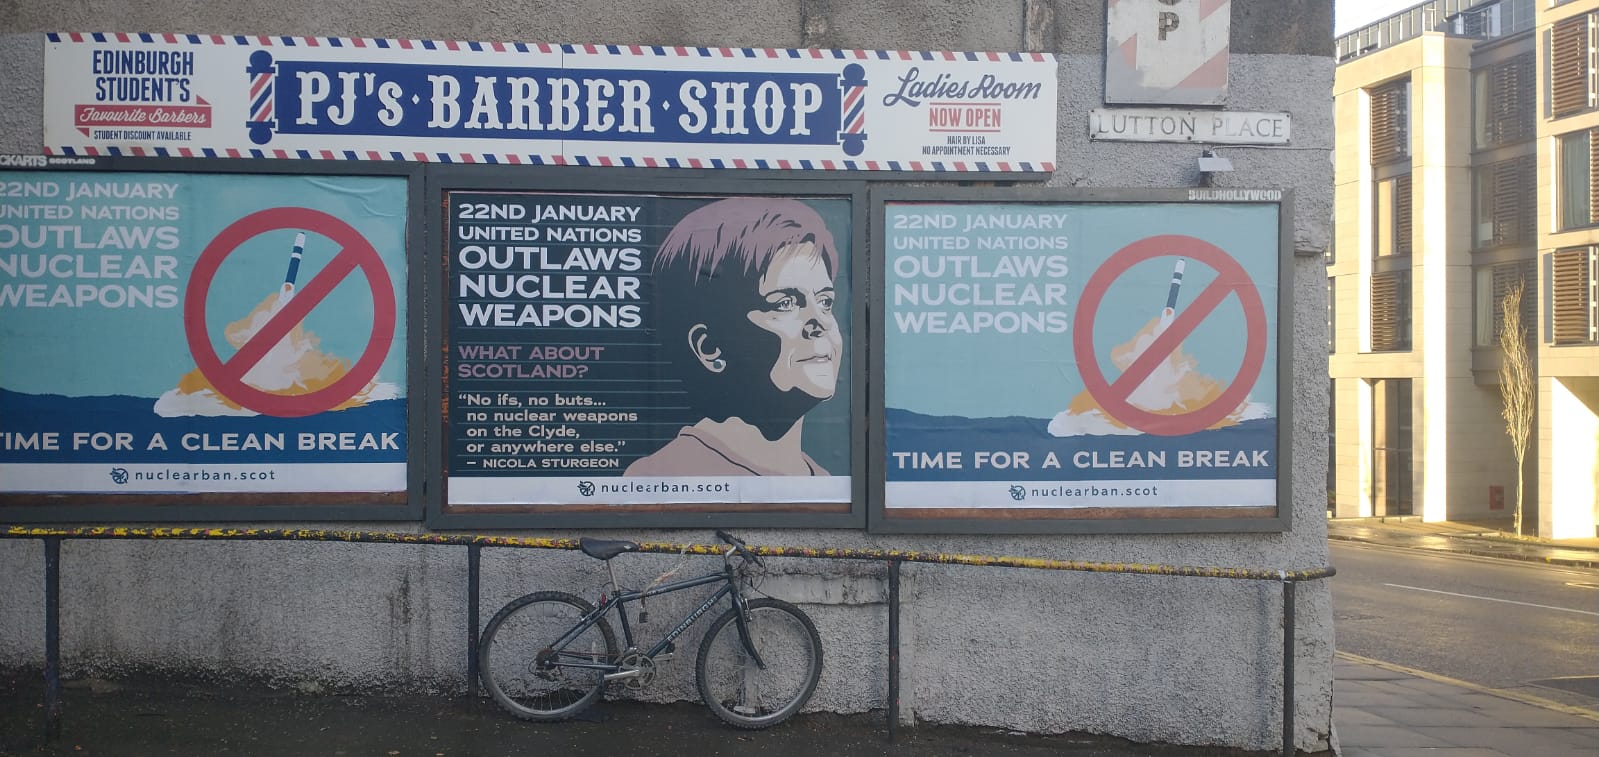 EDINBURGH
STUDENT'S
Favourite Barbers
STUDENT DISCOUNT AVAILABLE
PJ's · BARBER · SHOP
Ladies Room
NOW OPEN
HAIR BY LISA
NO APPOINTMENT NECESSARY
OP
LUTTON PLACE
CKARTS SCOTLAND
22ND JANUARY
UNITED NATIONS
OUTLAWS
NUCLEAR
WEAPONS
TIME FOR A CLEAN BREAK
nuclearban.scot
22ND JANUARY
UNITED NATIONS
OUTLAWS
NUCLEAR
WEAPONS
WHAT ABOUT
SCOTLAND?
"No ifs, no buts...
no nuclear weapons
on the Clyde,
or anywhere else."
– NICOLA STURGEON
nuclearban.scot
BUILDHOLLYWOOD
22ND JANUARY
UNITED NATIONS
OUTLAWS
NUCLEAR
WEAPONS
TIME FOR A CLEAN BREAK
nuclearban.scot
EDINBURGH